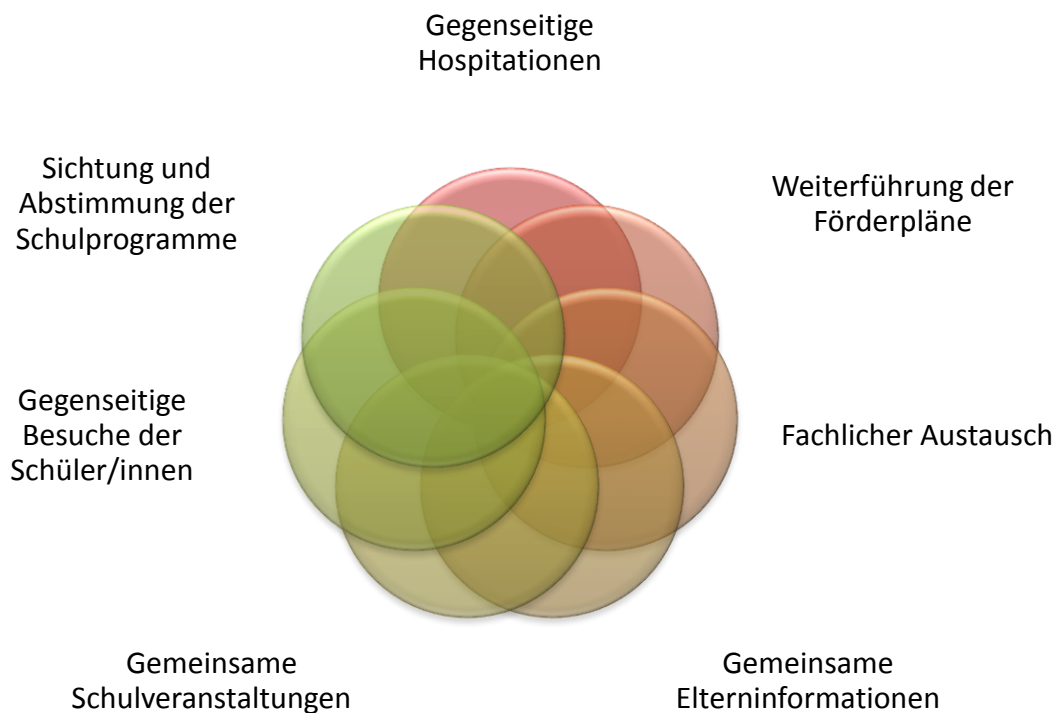 Gegenseitige
Hospitationen
Weiterführung der
Förderpläne
Fachlicher Austausch
Gemeinsame
Elterninformationen
Gemeinsame
Schulveranstaltungen
Gegenseitige
Besuche der
Schüler/innen
Sichtung und
Abstimmung der
Schulprogramme